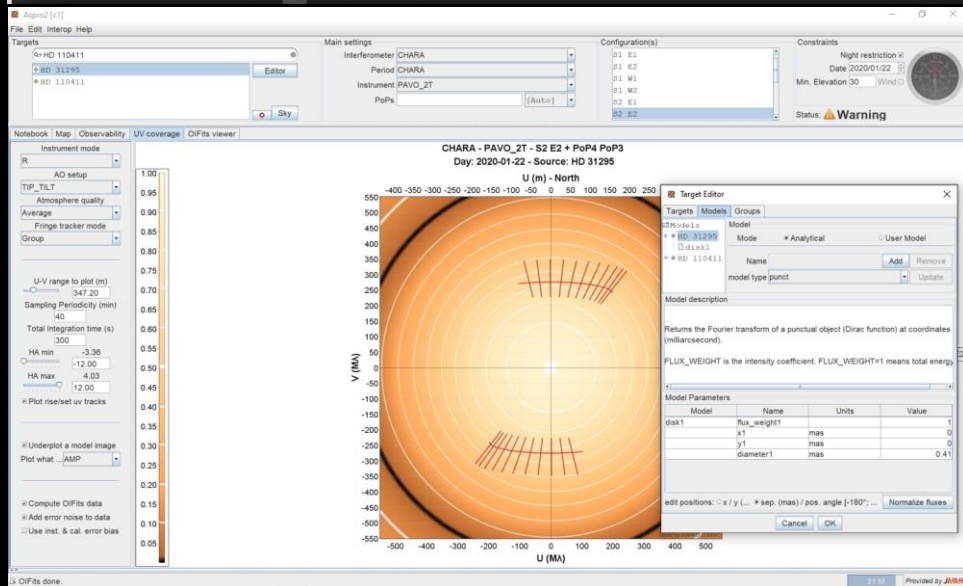 Aspro2 [c1]
File Edit Interop Help
Targets
HD 110411
HD 31295
HD 110411
Editor
Sky
Main settings
Interferometer CHARA
Period CHARA
Instrument PAVO_2T
PoPs [Auto]
Configuration(s)
S1 E1
S1 E2
S1 W1
S1 W2
S2 E1
S2 E2
Constraints
Night restriction
Date 2020/01/22
Min. Elevation 30 Wind
Status: Warning
Notebook Map Observability UV coverage OIFits viewer
Instrument mode
R
AO setup
TIP_TILT
Atmosphere quality
Average
Fringe tracker mode
Group
U-V range to plot (m)
347.20
Sampling Periodicity (min)
40
Total Integration time (s)
300
HA min -3.36
-12.00
HA max 4.03
12.00
Plot rise/set uv tracks
Underplot a model image
Plot what ... AMP
Compute OIFits data
Add error noise to data
Use inst. & cal. error bias
1.00
0.95
0.90
0.85
0.80
0.75
0.70
0.65
0.60
0.55
0.50
0.45
0.40
0.35
0.30
0.25
0.20
0.15
0.10
0.05
CHARA - PAVO_2T - S2 E2 + PoP4 PoP3
Day: 2020-01-22 - Source: HD 31295
U (m) - North
-400 -350 -300 -250 -200 -150 -100 -50 0 50 100 150 200 250
550
500
450
400
350
300
250
200
150
100
50
0
-50
-100
-150
-200
-250
-300
-350
-400
-450
-500
-550
V (MΛ)
-500 -400 -300 -200 -100 0 100 200 300 400 500
U (MΛ)
Target Editor
Targets Models Groups
Models
HD 31295
disk1
HD 110411
Model
Mode Analytical User Model
Name Add Remove
model type punct Update
Model description
Returns the Fourier transform of a punctual object (Dirac function) at coordinates
(milliarcsecond).
FLUX_WEIGHT is the intensity coefficient. FLUX_WEIGHT=1 means total energy
Model Parameters
Model Name Units Value
disk1 flux_weight1 1
x1 mas 0
y1 mas 0
diameter1 mas 0.41
edit positions: x / y (... sep. (mas) / pos. angle [-180°; ... Normalize fluxes
Cancel OK
OIFits done.
31 M Provided by JMMC